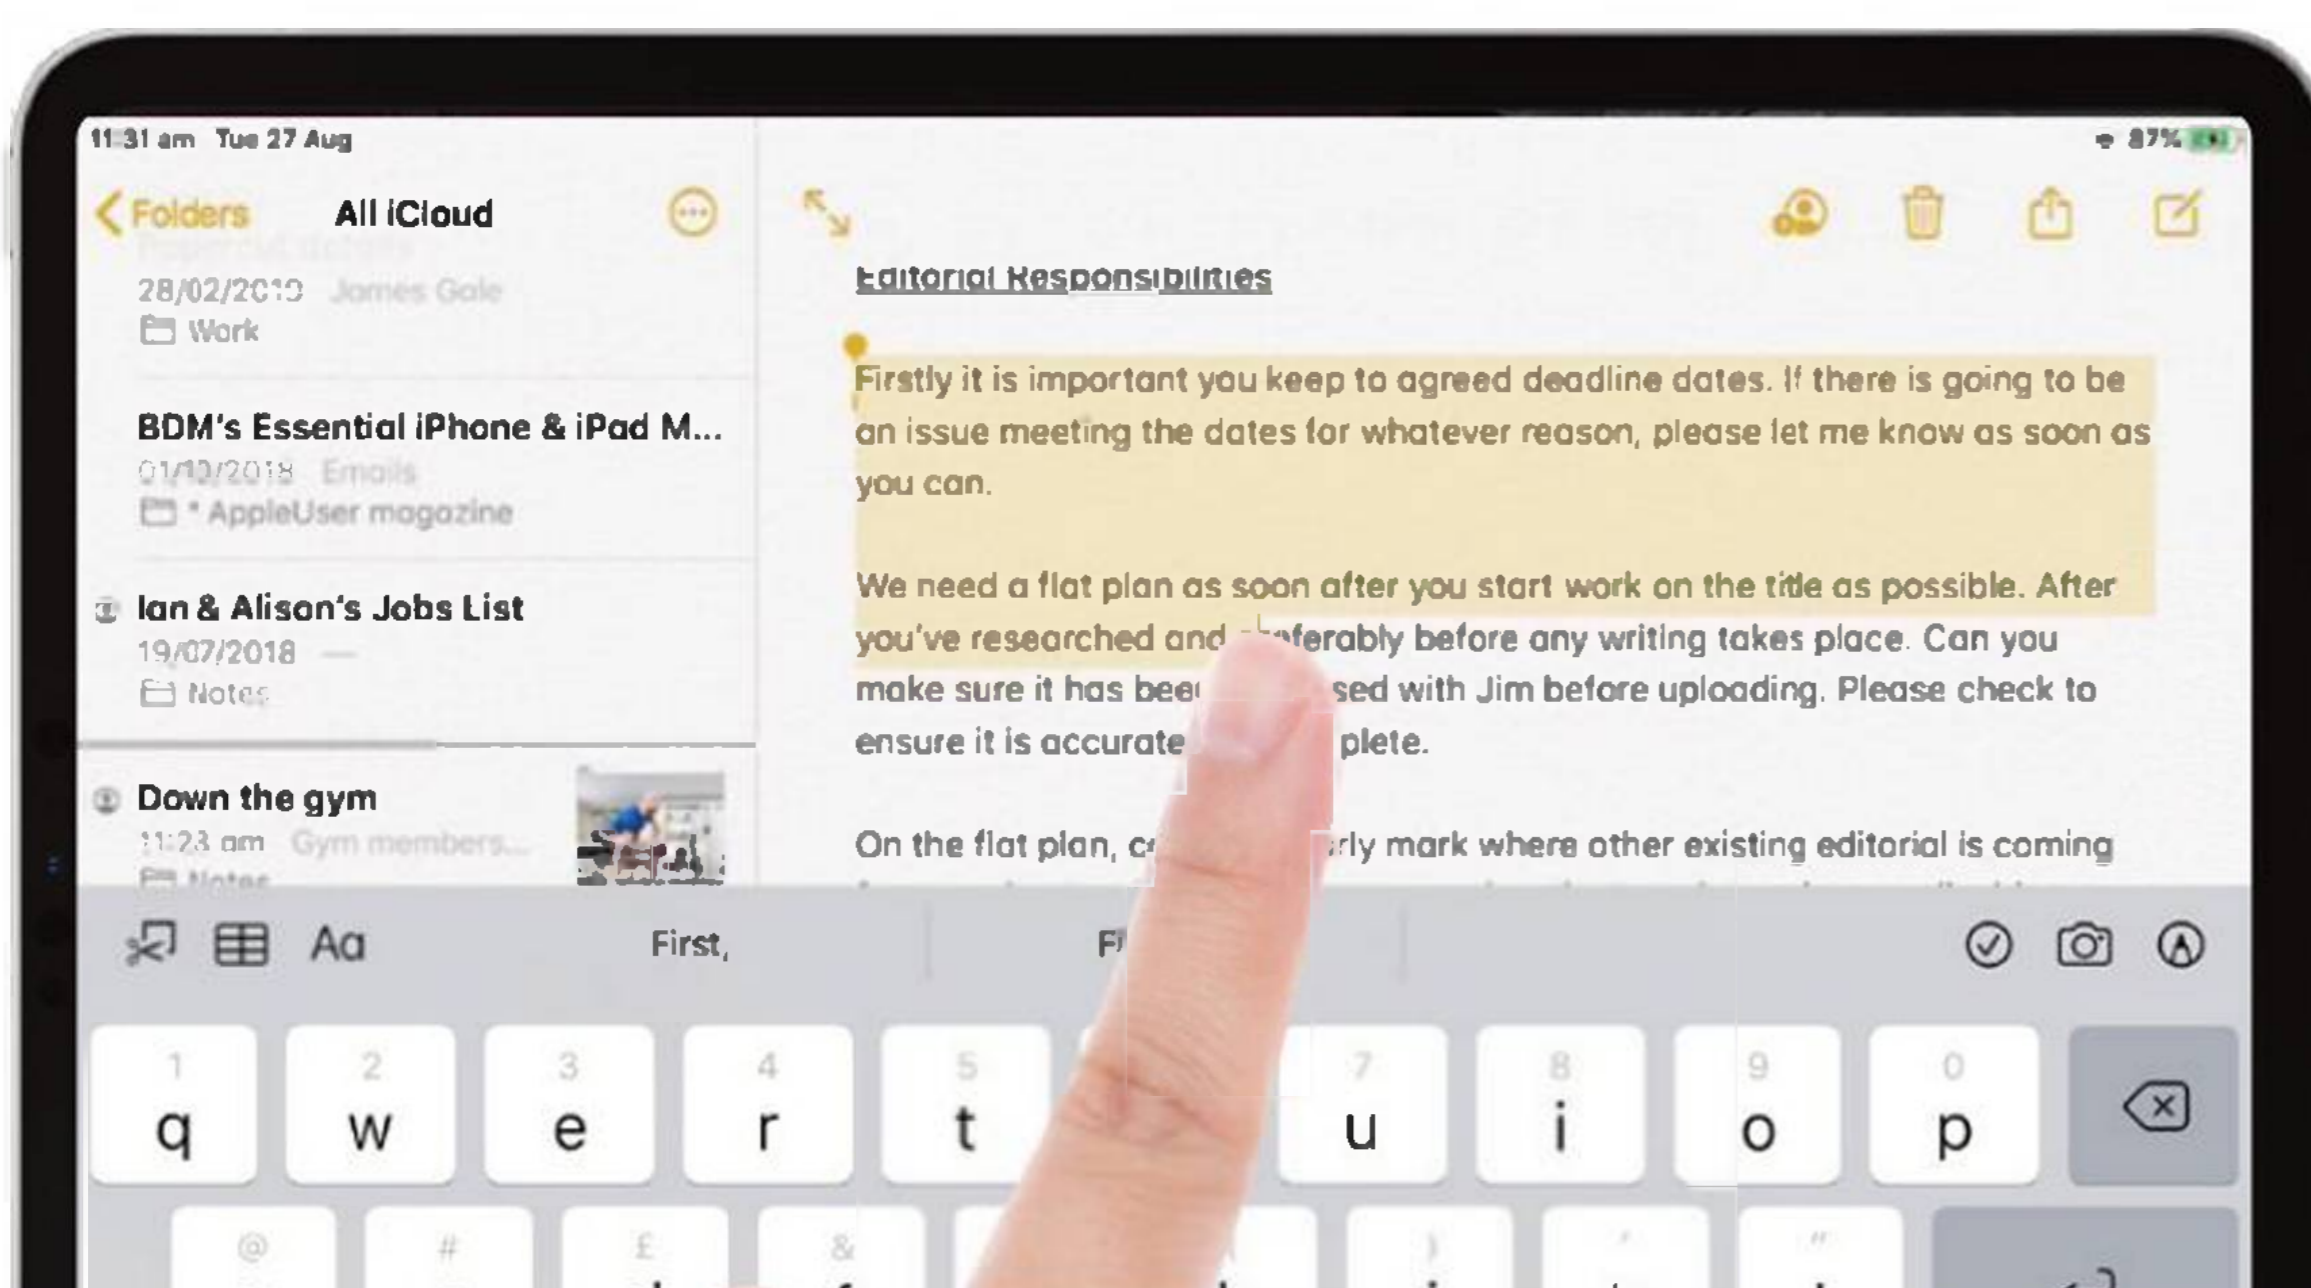 11:31 am Tue 27 Aug
87%
Folders
All iCloud
28/02/2019 James Gale
Work
BDM's Essential iPhone & iPad M...
01/10/2018 Emails
* AppleUser magazine
Ian & Alison's Jobs List
19/07/2018 —
Notes
Down the gym
11:23 am Gym members...
Notes
Editorial Responsibilities
Firstly it is important you keep to agreed deadline dates. If there is going to be
an issue meeting the dates for whatever reason, please let me know as soon as
you can.
We need a flat plan as soon after you start work on the title as possible. After
you've researched and before any writing takes place. Can you
make sure it has with Jim before uploading. Please check to
ensure it is accurate
On the flat plan, mark where other existing editorial is coming
Aa
First,
1 2 3 4 5 7 8 9 0
q w e r t u i o p
@ # £ & ) ' "